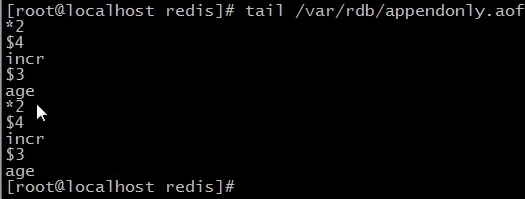 [root@localhost redis]# tail /var/rdb/appendonly.aof
*2
$4
incr
$3
age
*2
$4
incr
$3
age
[root@localhost redis]#